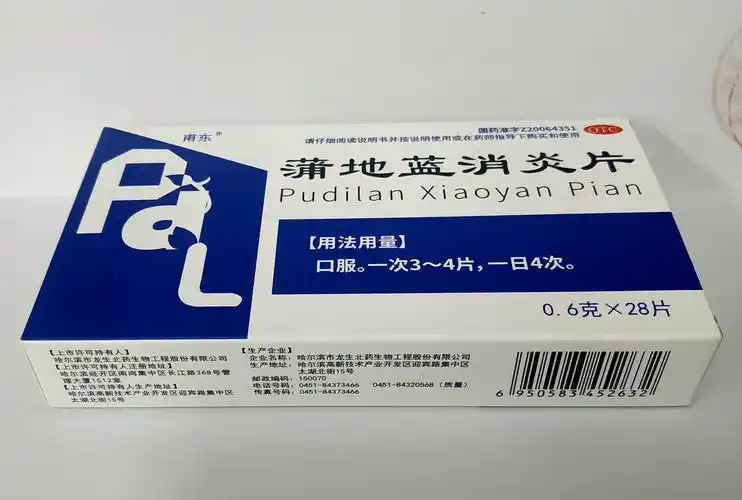 甫东®
国药准字Z20064351
OTC
请仔细阅读说明书并按说明使用或在药师指导下购买和使用
蒲地蓝消炎片
Pudilan Xiaoyan Pian
PdL
【用法用量】
口服。一次3～4片，一日4次。
0.6克×28片
【上市许可持有人】
哈尔滨市龙生北药生物工程股份有限公司
【上市许可持有人注册地址】
哈尔滨经开区南岗集中区长江路368号管
理大厦1512室
【上市许可持有人生产地址】
哈尔滨高新技术产业开发区迎宾路集中区
太湖北街15号
【生产企业】
企业名称：哈尔滨市龙生北药生物工程股份有限公司
生产地址：哈尔滨高新技术产业开发区迎宾路集中区
太湖北街15号
邮政编码：150070
电话号码：0451-84373466 0451-84320568（质量）
传真号码：0451-84373466
6 950583 452632